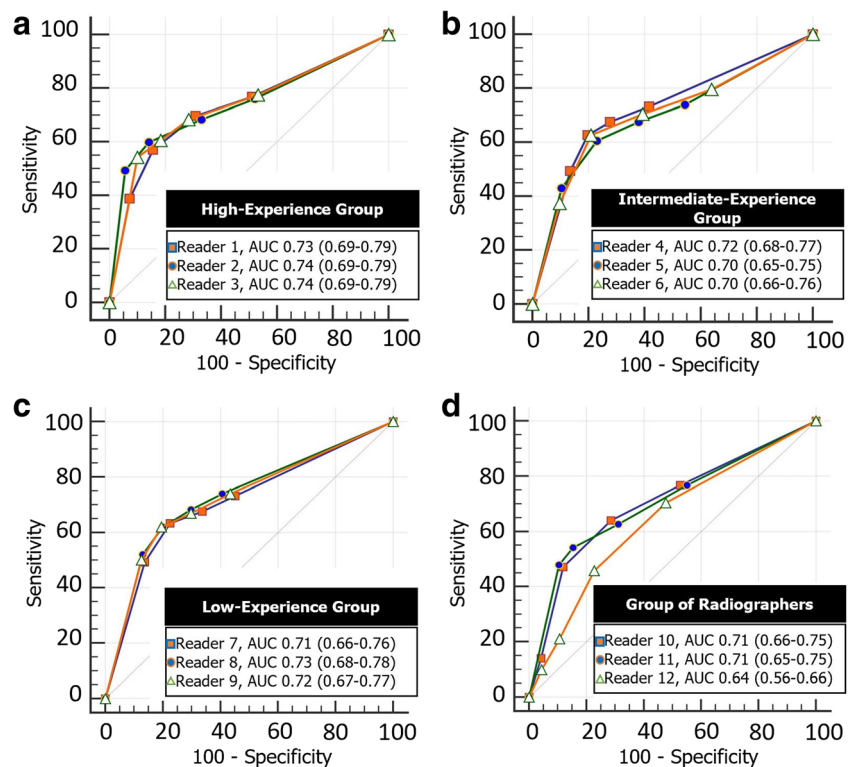 a
100
80
60
40
20
0
Sensitivity
High-Experience Group
Reader 1, AUC 0.73 (0.69-0.79)
Reader 2, AUC 0.74 (0.69-0.79)
Reader 3, AUC 0.74 (0.69-0.79)
0 20 40 60 80 100
100 - Specificity
b
100
80
60
40
20
0
Sensitivity
Intermediate-Experience
Group
Reader 4, AUC 0.72 (0.68-0.77)
Reader 5, AUC 0.70 (0.65-0.75)
Reader 6, AUC 0.70 (0.66-0.76)
0 20 40 60 80 100
100 - Specificity
c
100
80
60
40
20
0
Sensitivity
Low-Experience Group
Reader 7, AUC 0.71 (0.66-0.76)
Reader 8, AUC 0.73 (0.68-0.78)
Reader 9, AUC 0.72 (0.67-0.77)
0 20 40 60 80 100
100 - Specificity
d
100
80
60
40
20
0
Sensitivity
Group of Radiographers
Reader 10, AUC 0.71 (0.66-0.75)
Reader 11, AUC 0.71 (0.65-0.75)
Reader 12, AUC 0.64 (0.56-0.66)
0 20 40 60 80 100
100 - Specificity